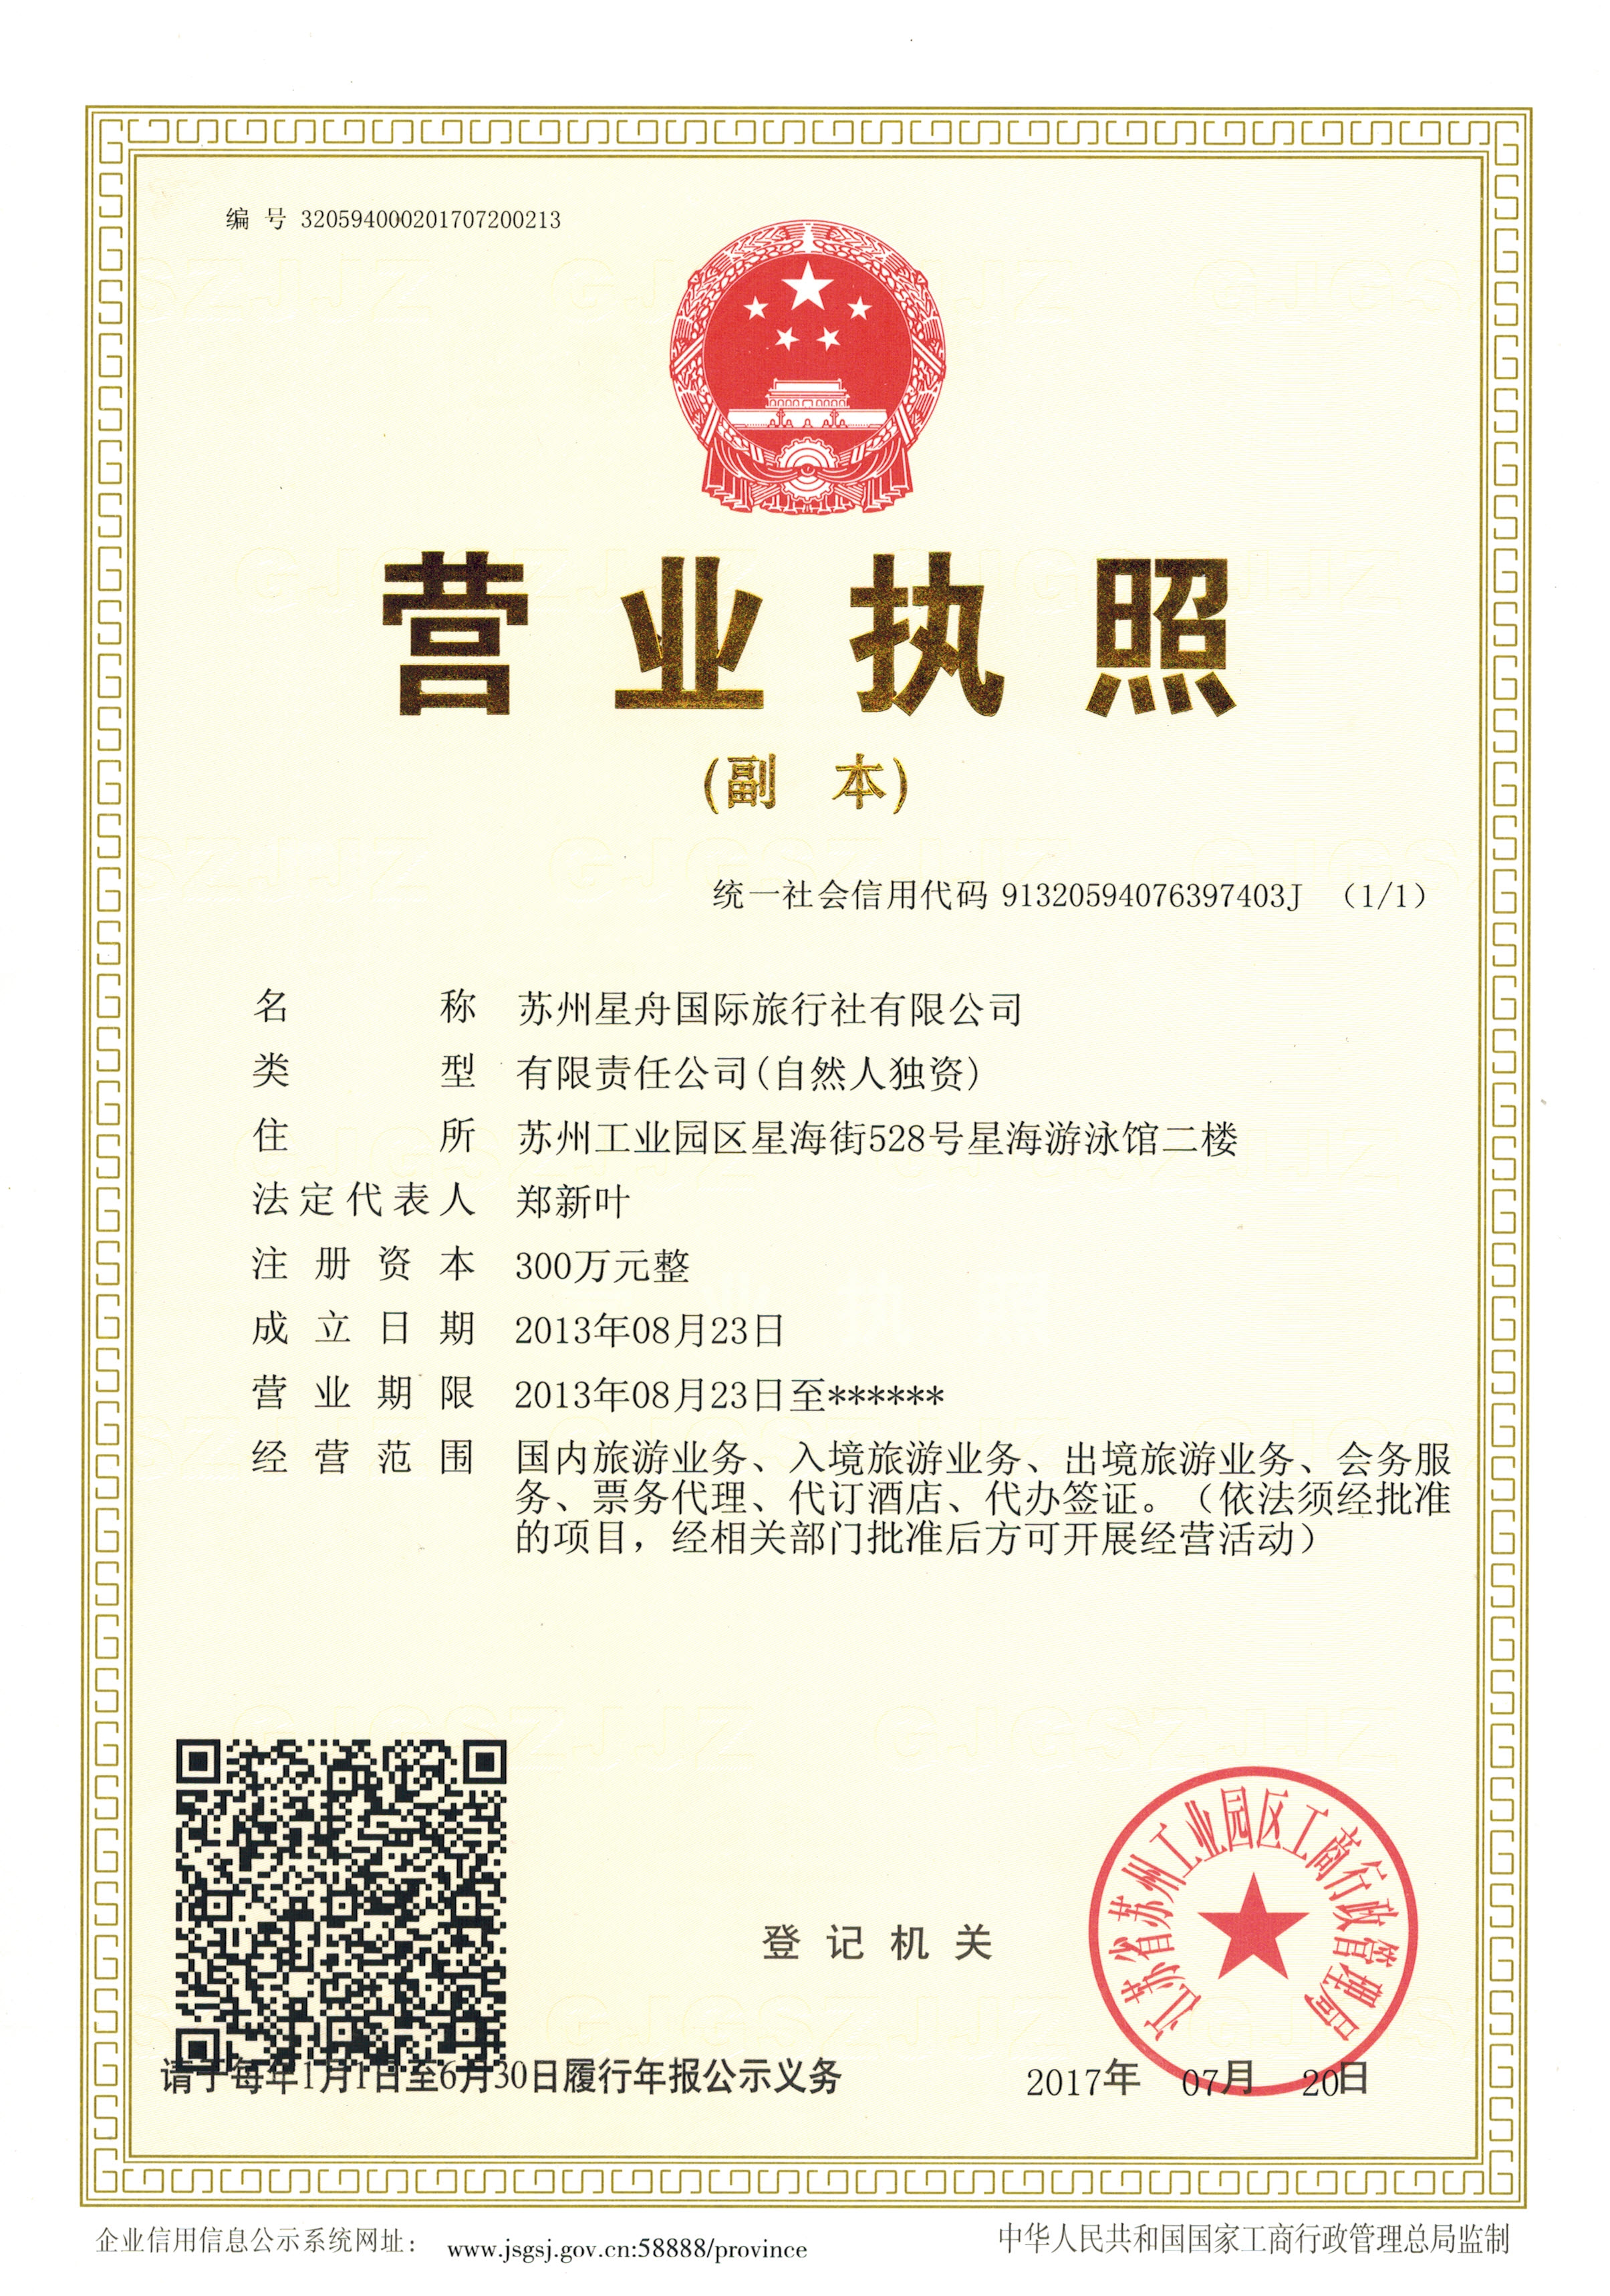 编 号 320594000201707200213
营业执照
(副 本)
统一社会信用代码 91320594076397403J （1/1）
名称 苏州星舟国际旅行社有限公司
类型 有限责任公司(自然人独资)
住所 苏州工业园区星海街528号星海游泳馆二楼
法定代表人 郑新叶
注册资本 300万元整
成立日期 2013年08月23日
营业期限 2013年08月23日至******
经营范围 国内旅游业务、入境旅游业务、出境旅游业务、会务服
务、票务代理、代订酒店、代办签证。（依法须经批准
的项目，经相关部门批准后方可开展经营活动）
江苏省苏州工业园区工商行政管理局
登记机关
请于每年1月1日至6月30日履行年报公示义务
2017年 07月 20日
企业信用信息公示系统网址： www.jsgsj.gov.cn:58888/province
中华人民共和国国家工商行政管理总局监制